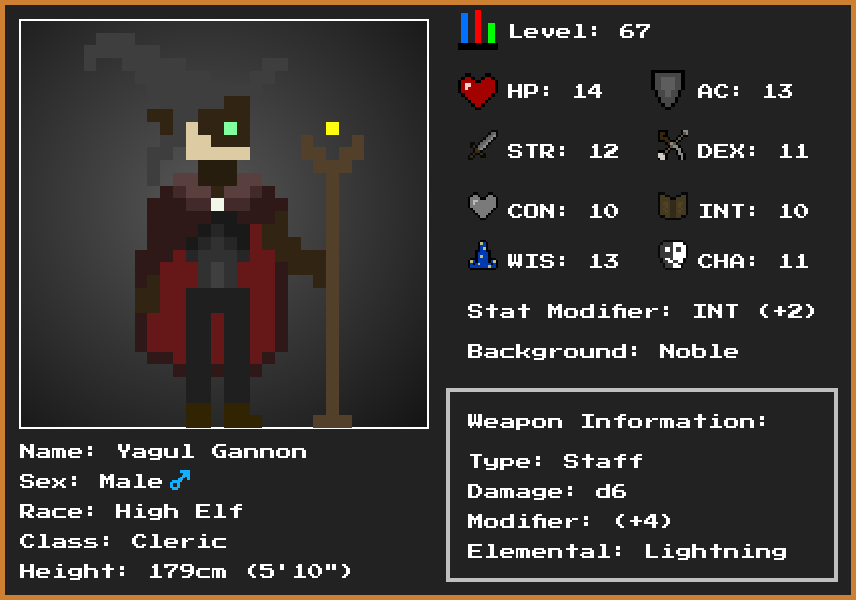 Level: 67
HP: 14 AC: 13
STR: 12 DEX: 11
CON: 10 INT: 10
WIS: 13 CHA: 11
Stat Modifier: INT (+2)
Background: Noble
Weapon Information:
Type: Staff
Damage: d6
Modifier: (+4)
Elemental: Lightning
Name: Yagul Gannon
Sex: Male♂
Race: High Elf
Class: Cleric
Height: 179cm (5'10")